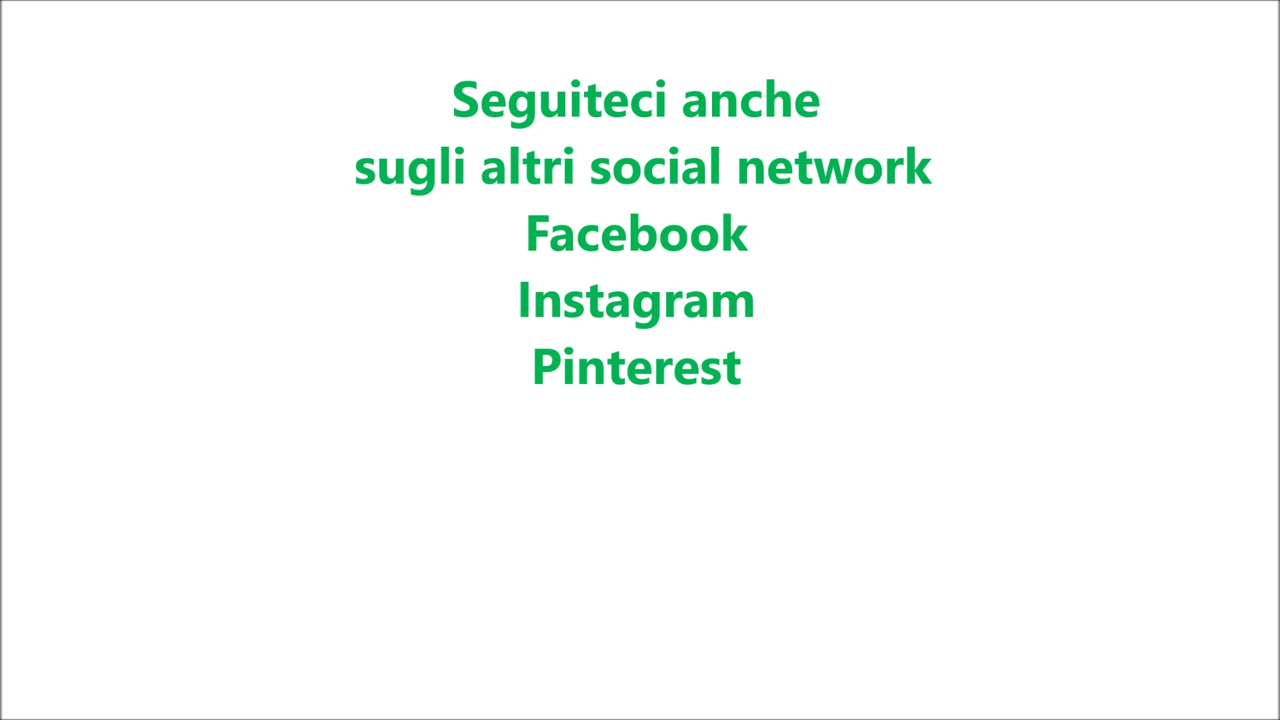 Seguiteci anche
sugli altri social network
Facebook
Instagram
Pinterest